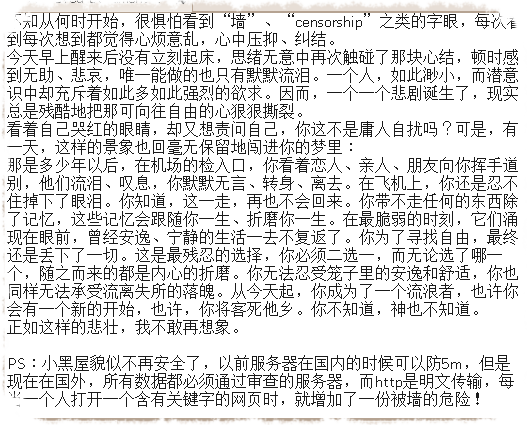 知从何时开始，很惧怕看到“墙”、“censorship”之类的字眼，每次看
到每次想到都觉得心烦意乱，心中压抑、纠结。
今天早上醒来后没有立刻起床，思绪无意中再次触碰了那块心结，顿时感
到无助、悲哀，唯一能做的也只有默默流泪。一个人，如此渺小，而潜意
识中却充斥着如此多如此强烈的欲求。因而，一个一个悲剧诞生了，现实
总是残酷地把那可向往自由的心狠狠撕裂。
看着自己哭红的眼睛，却又想责问自己，你这不是庸人自扰吗？可是，有
一天，这样的景象也回毫无保留地闯进你的梦里：
那是多少年以后，在机场的检入口，你看着恋人、亲人、朋友向你挥手道
别，他们流泪、叹息，你默默无言、转身、离去。在飞机上，你还是忍不
住掉下了眼泪。你知道，这一走，再也不会回来。你带不走任何的东西除
了记忆，这些记忆会跟随你一生、折磨你一生。在最脆弱的时刻，它们涌
现在眼前，曾经安逸、宁静的生活一去不复返了。你为了寻找自由，最终
还是丢下了一切。这是最残忍的选择，你必须二选一，而无论选了哪一
个，随之而来的都是内心的折磨。你无法忍受笼子里的安逸和舒适，你也
同样无法承受流离失所的落魄。从今天起，你成为了一个流浪者，也许你
会有一个新的开始，也许，你将客死他乡。你不知道，神也不知道。
正如这样的悲壮，我不敢再想象。
PS：小黑屋貌似不再安全了，以前服务器在国内的时候可以防5m，但是
现在在国外，所有数据都必须通过审查的服务器，而http是明文传输，每
当一个人打开一个含有关键字的网页时，就增加了一份被墙的危险！